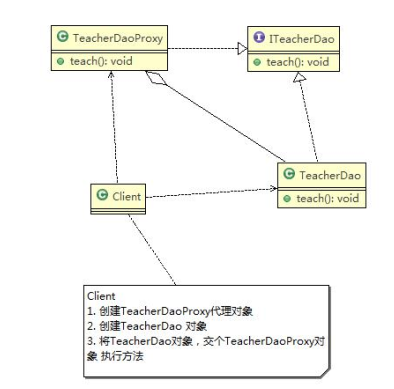 TeacherDaoProxy
teach(): void
ITeacherDao
teach(): void
TeacherDao
teach(): void
Client
Client
1. 创建TeacherDaoProxy代理对象
2. 创建TeacherDao 对象
3. 将TeacherDao对象，交个TeacherDaoProxy对
象 执行方法